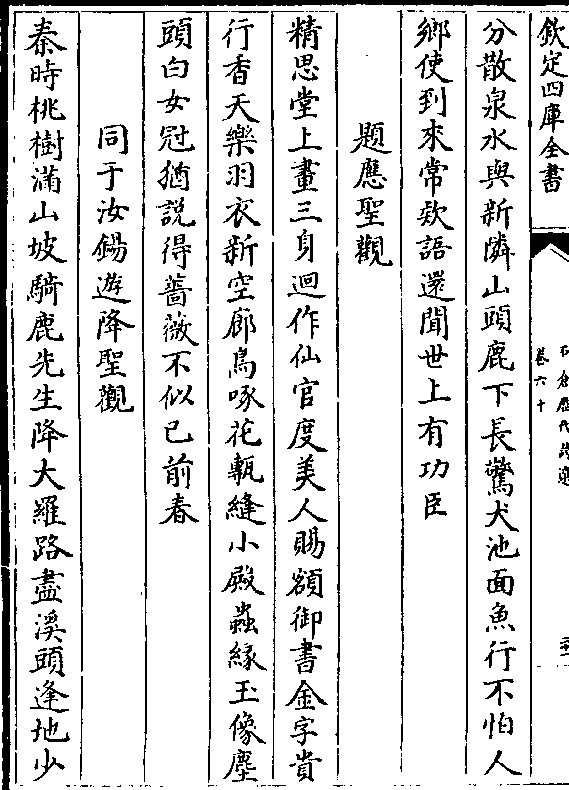 欽定四庫全書
石倉歷代詩選
卷六十
分散泉水與新隣山頭鹿下長驚犬池面魚行不怕人
鄉使到來常欵語還聞世上有功臣
題應聖觀
精思堂上畫三身迴作仙官度美人賜額御書金字貴
行香天樂羽衣新空廊鳥啄花甎縫小殿蟲緣玉像塵
頭白女冠猶説得薔薇不似已前春
同于汝錫遊降聖觀
秦時桃樹滿山坡騎鹿先生降大羅路盡溪頭逢地少